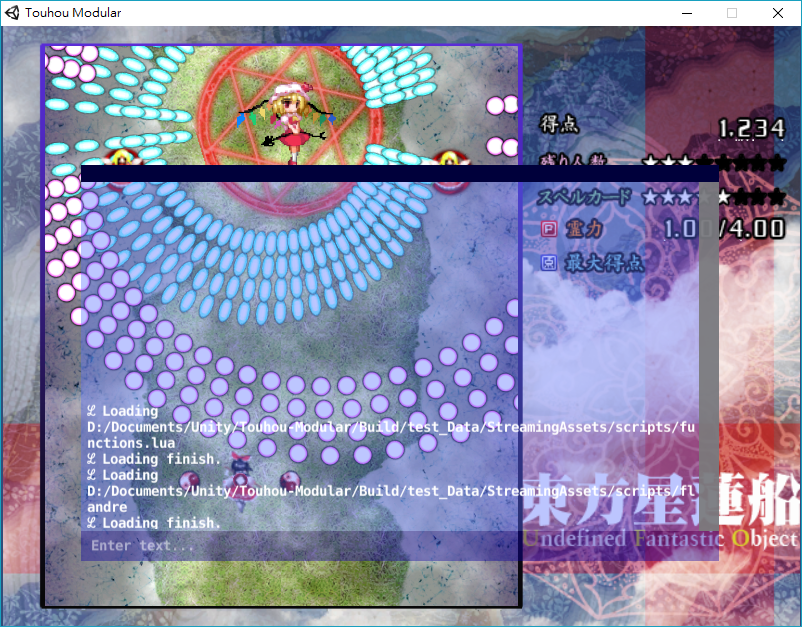 Touhou Modular
得点 1,234
残り人数
スペルカード
P 霊力 1.00/4.00
点 最大得点
ℒ Loading
D:/Documents/Unity/Touhou-Modular/Build/test_Data/StreamingAssets/scripts/fu
nctions.lua
ℒ Loading finish.
ℒ Loading
D:/Documents/Unity/Touhou-Modular/Build/test_Data/StreamingAssets/scripts/fl
andre
ℒ Loading finish.
Enter text...
東方星蓮船
Undefined Fantastic Object